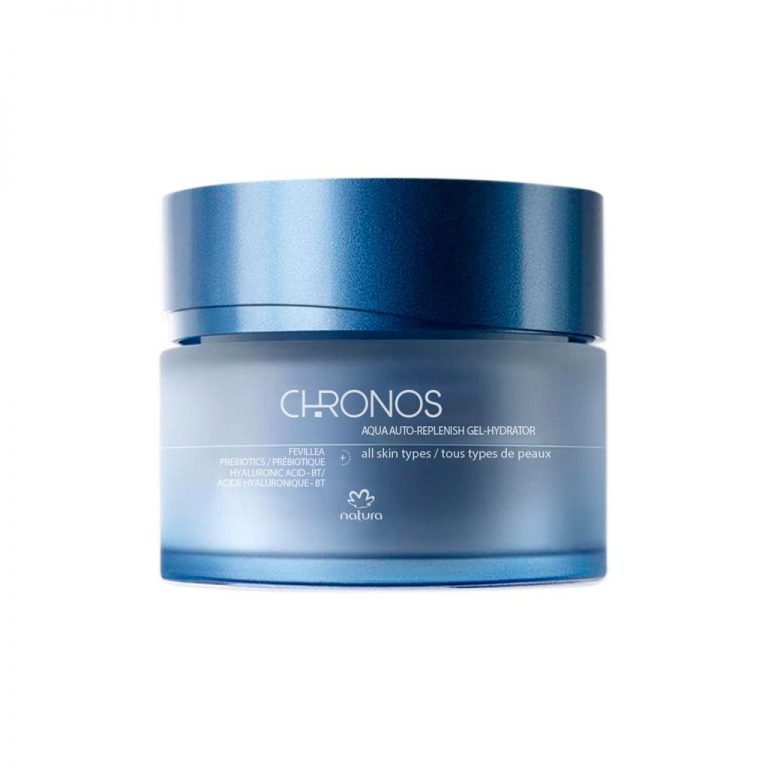 CHRONOS
AQUA AUTO-REPLENISH GEL-HYDRATOR
FEVILLEA
PREBIOTICS / PRÉBIOTIQUE
HYALURONIC ACID - BT/
ACIDE HYALURONIQUE - BT
all skin types / tous types de peaux
natura